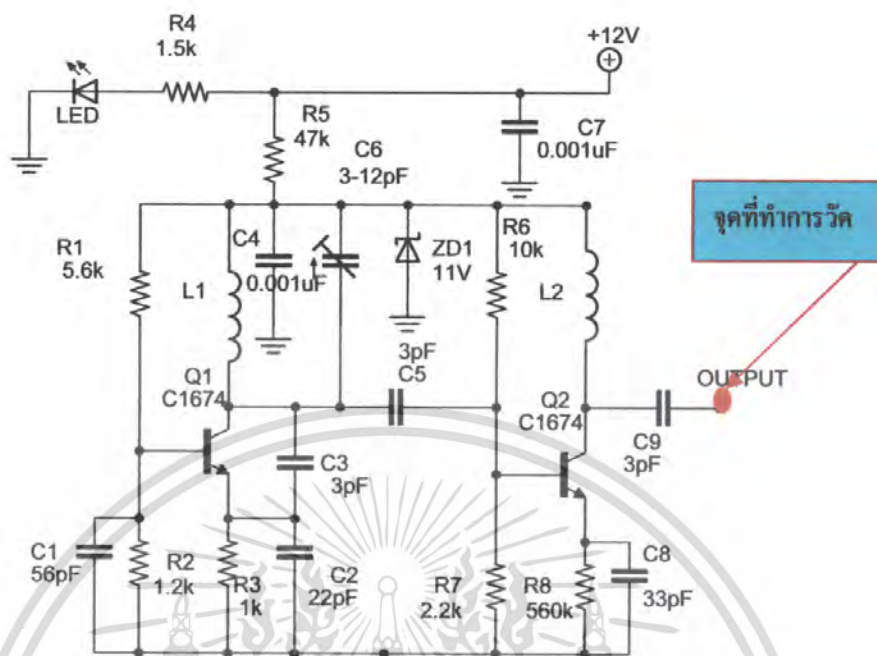 R4
1.5k
+12V
LED
R5
47k
C6
3-12pF
C7
0.001uF
จุดที่ทำการวัด
R1
5.6k
L1
C4
0.001uF
ZD1
11V
R6
10k
L2
3pF
C5
OUTPUT
Q1
C1674
Q2
C1674
C9
3pF
C3
3pF
C1
56pF
R2
1.2k
R3
1k
C2
22pF
R7
2.2k
R8
560k
C8
33pF